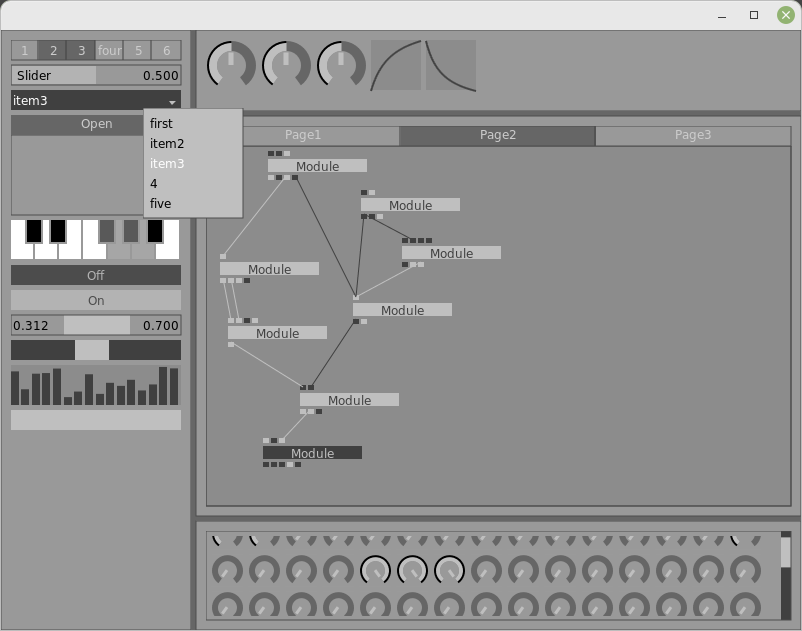 1 2 3 four 5 6
Slider 0.500
item3
Open
first
item2
item3
4
five
Off
On
0.312 0.700
Page1 Page2 Page3
Module
Module
Module
Module
Module
Module
Module
Module